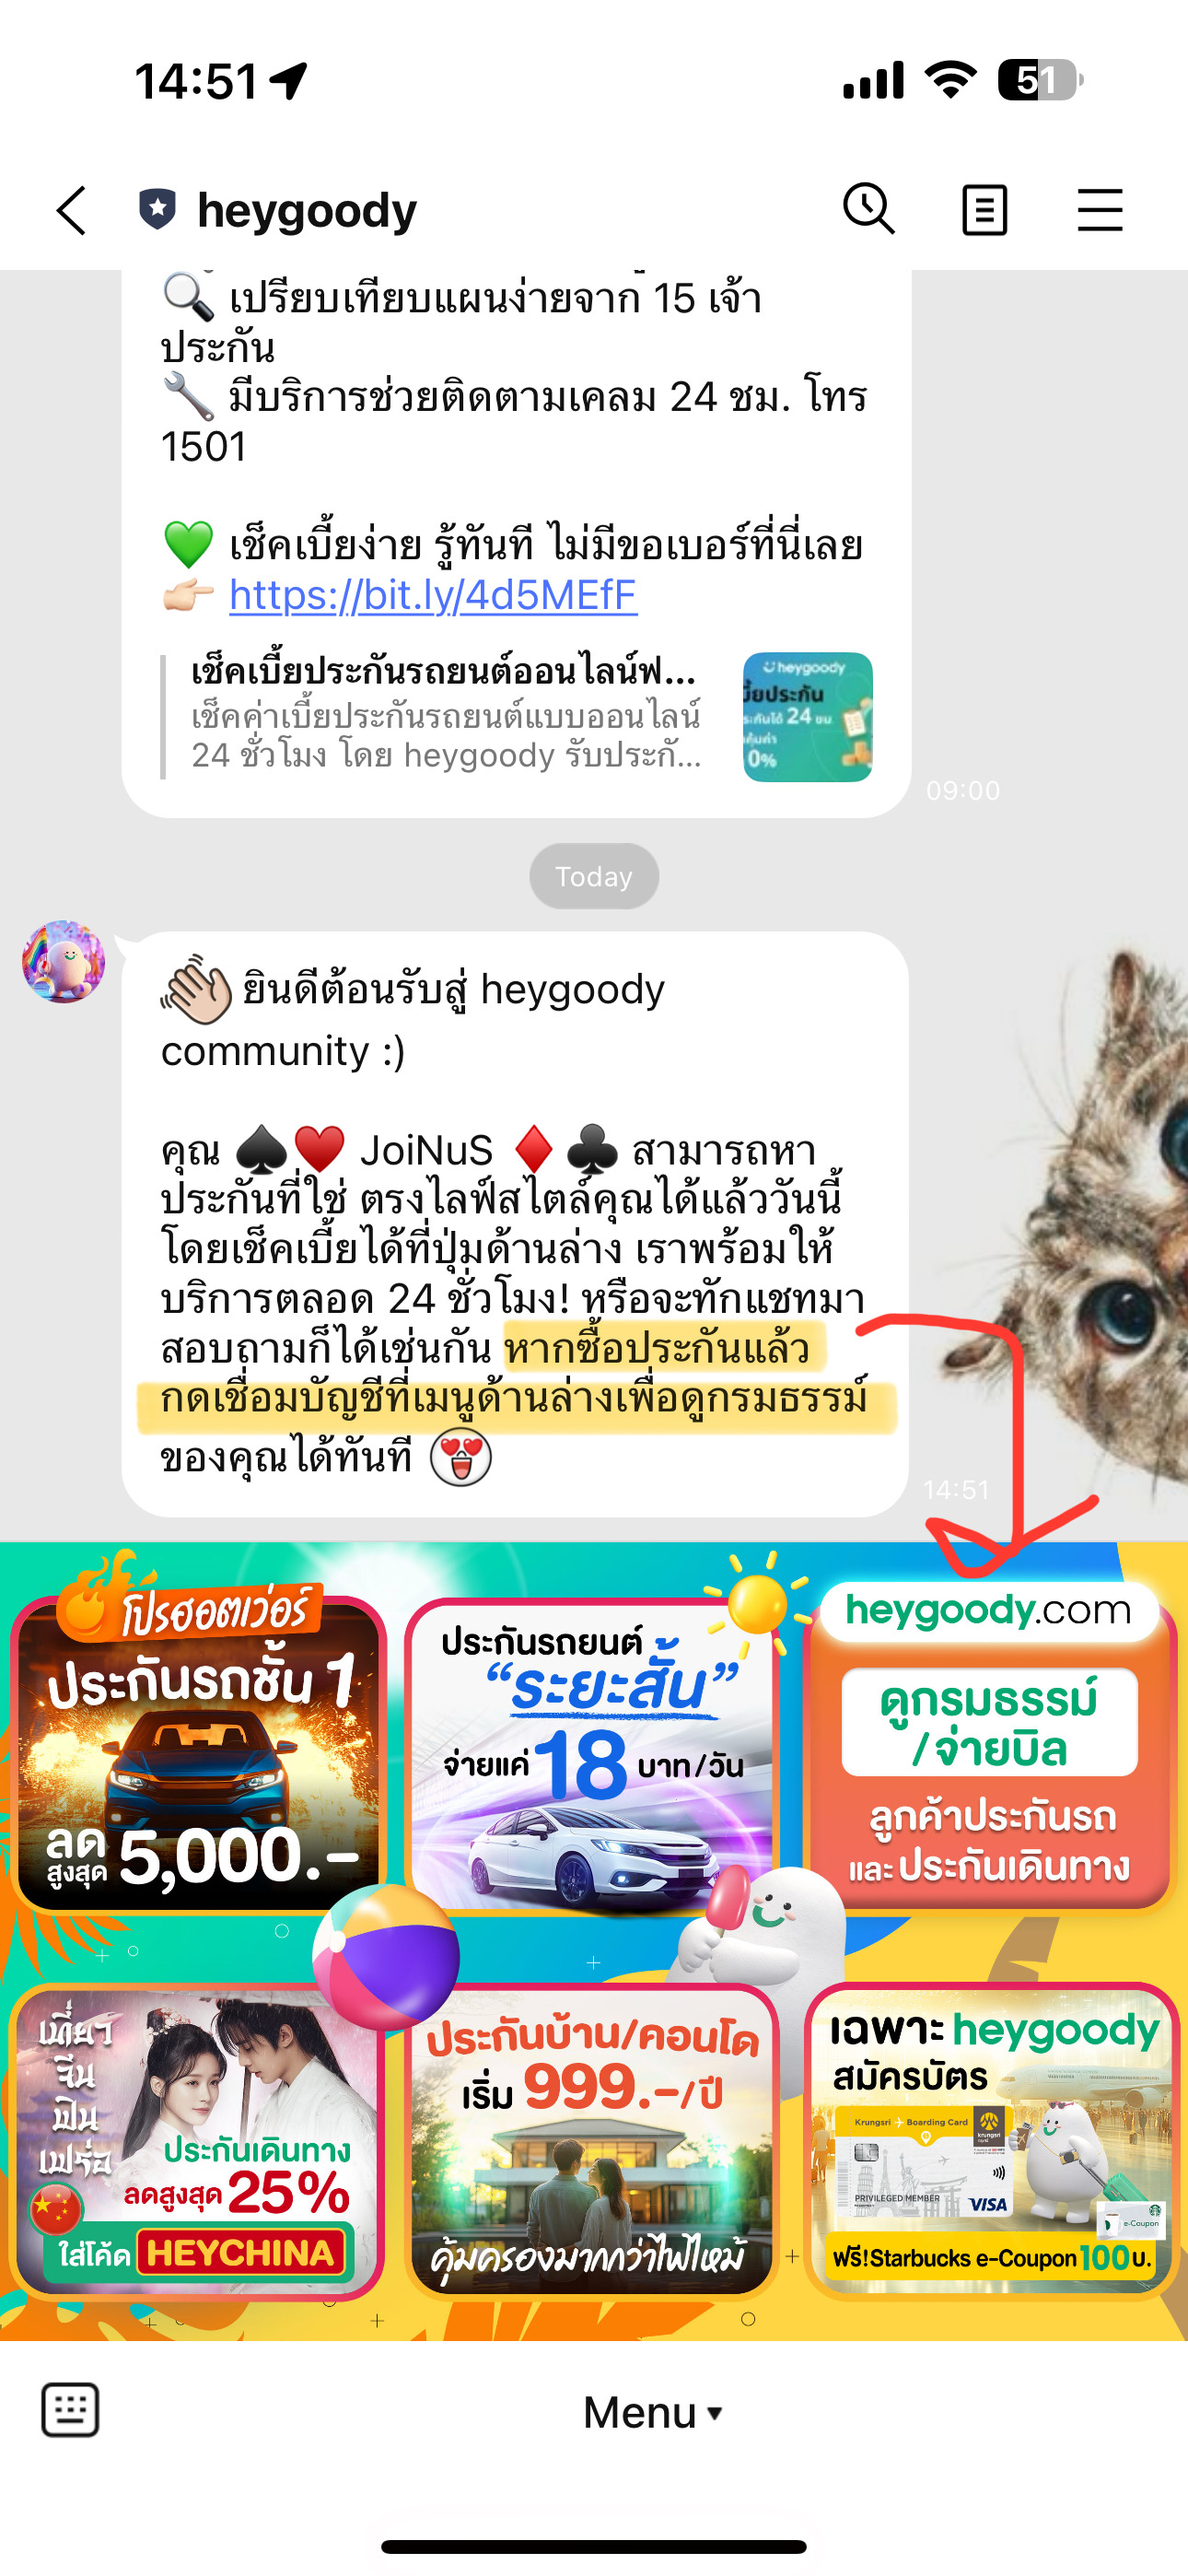 14:51
51
heygoody
🔍 เปรียบเทียบแผนง่ายจาก 15 เจ้า
ประกัน
🔧 มีบริการช่วยติดตามเคลม 24 ชม. โทร
1501
💚 เช็คเบี้ยง่าย รู้ทันที ไม่มีขอเบอร์ที่นี่เลย
👉🏻 https://bit.ly/4d5MEfF
เช็คเบี้ยประกันรถยนต์ออนไลน์ฟ...
เช็คค่าเบี้ยประกันรถยนต์แบบออนไลน์
24 ชั่วโมง โดย heygoody รับประกั...
heygoody
ี้ยประกัน
24 ชม
0%
09:00
Today
👋🏻 ยินดีต้อนรับสู่ heygoody
community :)
คุณ ♠️♥️ JoiNuS ♦️♣️ สามารถหา
ประกันที่ใช่ ตรงไลฟ์สไตล์คุณได้แล้ววันนี้
โดยเช็คเบี้ยได้ที่ปุ่มด้านล่าง เราพร้อมให้
บริการตลอด 24 ชั่วโมง! หรือจะทักแชทมา
สอบถามก็ได้เช่นกัน หากซื้อประกันแล้ว
กดเชื่อมบัญชีที่เมนูด้านล่างเพื่อดูกรมธรรม์
ของคุณได้ทันที 😍
14:51
โปรฮอตเว่อร์
ประกันรถชั้น 1
ลด
สูงสุด 5,000.-
ประกันรถยนต์
“ระยะสั้น”
จ่ายแค่ 18 บาท/วัน
heygoody.com
ดูกรมธรรม์
/จ่ายบิล
ลูกค้าประกันรถ
และ ประกันเดินทาง
เที่ยว
จีน
ฟิน
เฟร่อ
ประกันเดินทาง
ลดสูงสุด 25%
ใส่โค้ด HEYCHINA
ประกันบ้าน/คอนโด
เริ่ม 999.-/ปี
คุ้มครองมากกว่าไฟไหม้
เฉพาะ heygoody
สมัครบัตร
Krungsri Boarding Card
krungsri
PRIVILEGED MEMBER
VISA
e-Coupon
ฟรี! Starbucks e-Coupon 100 บ.
Menu ▾